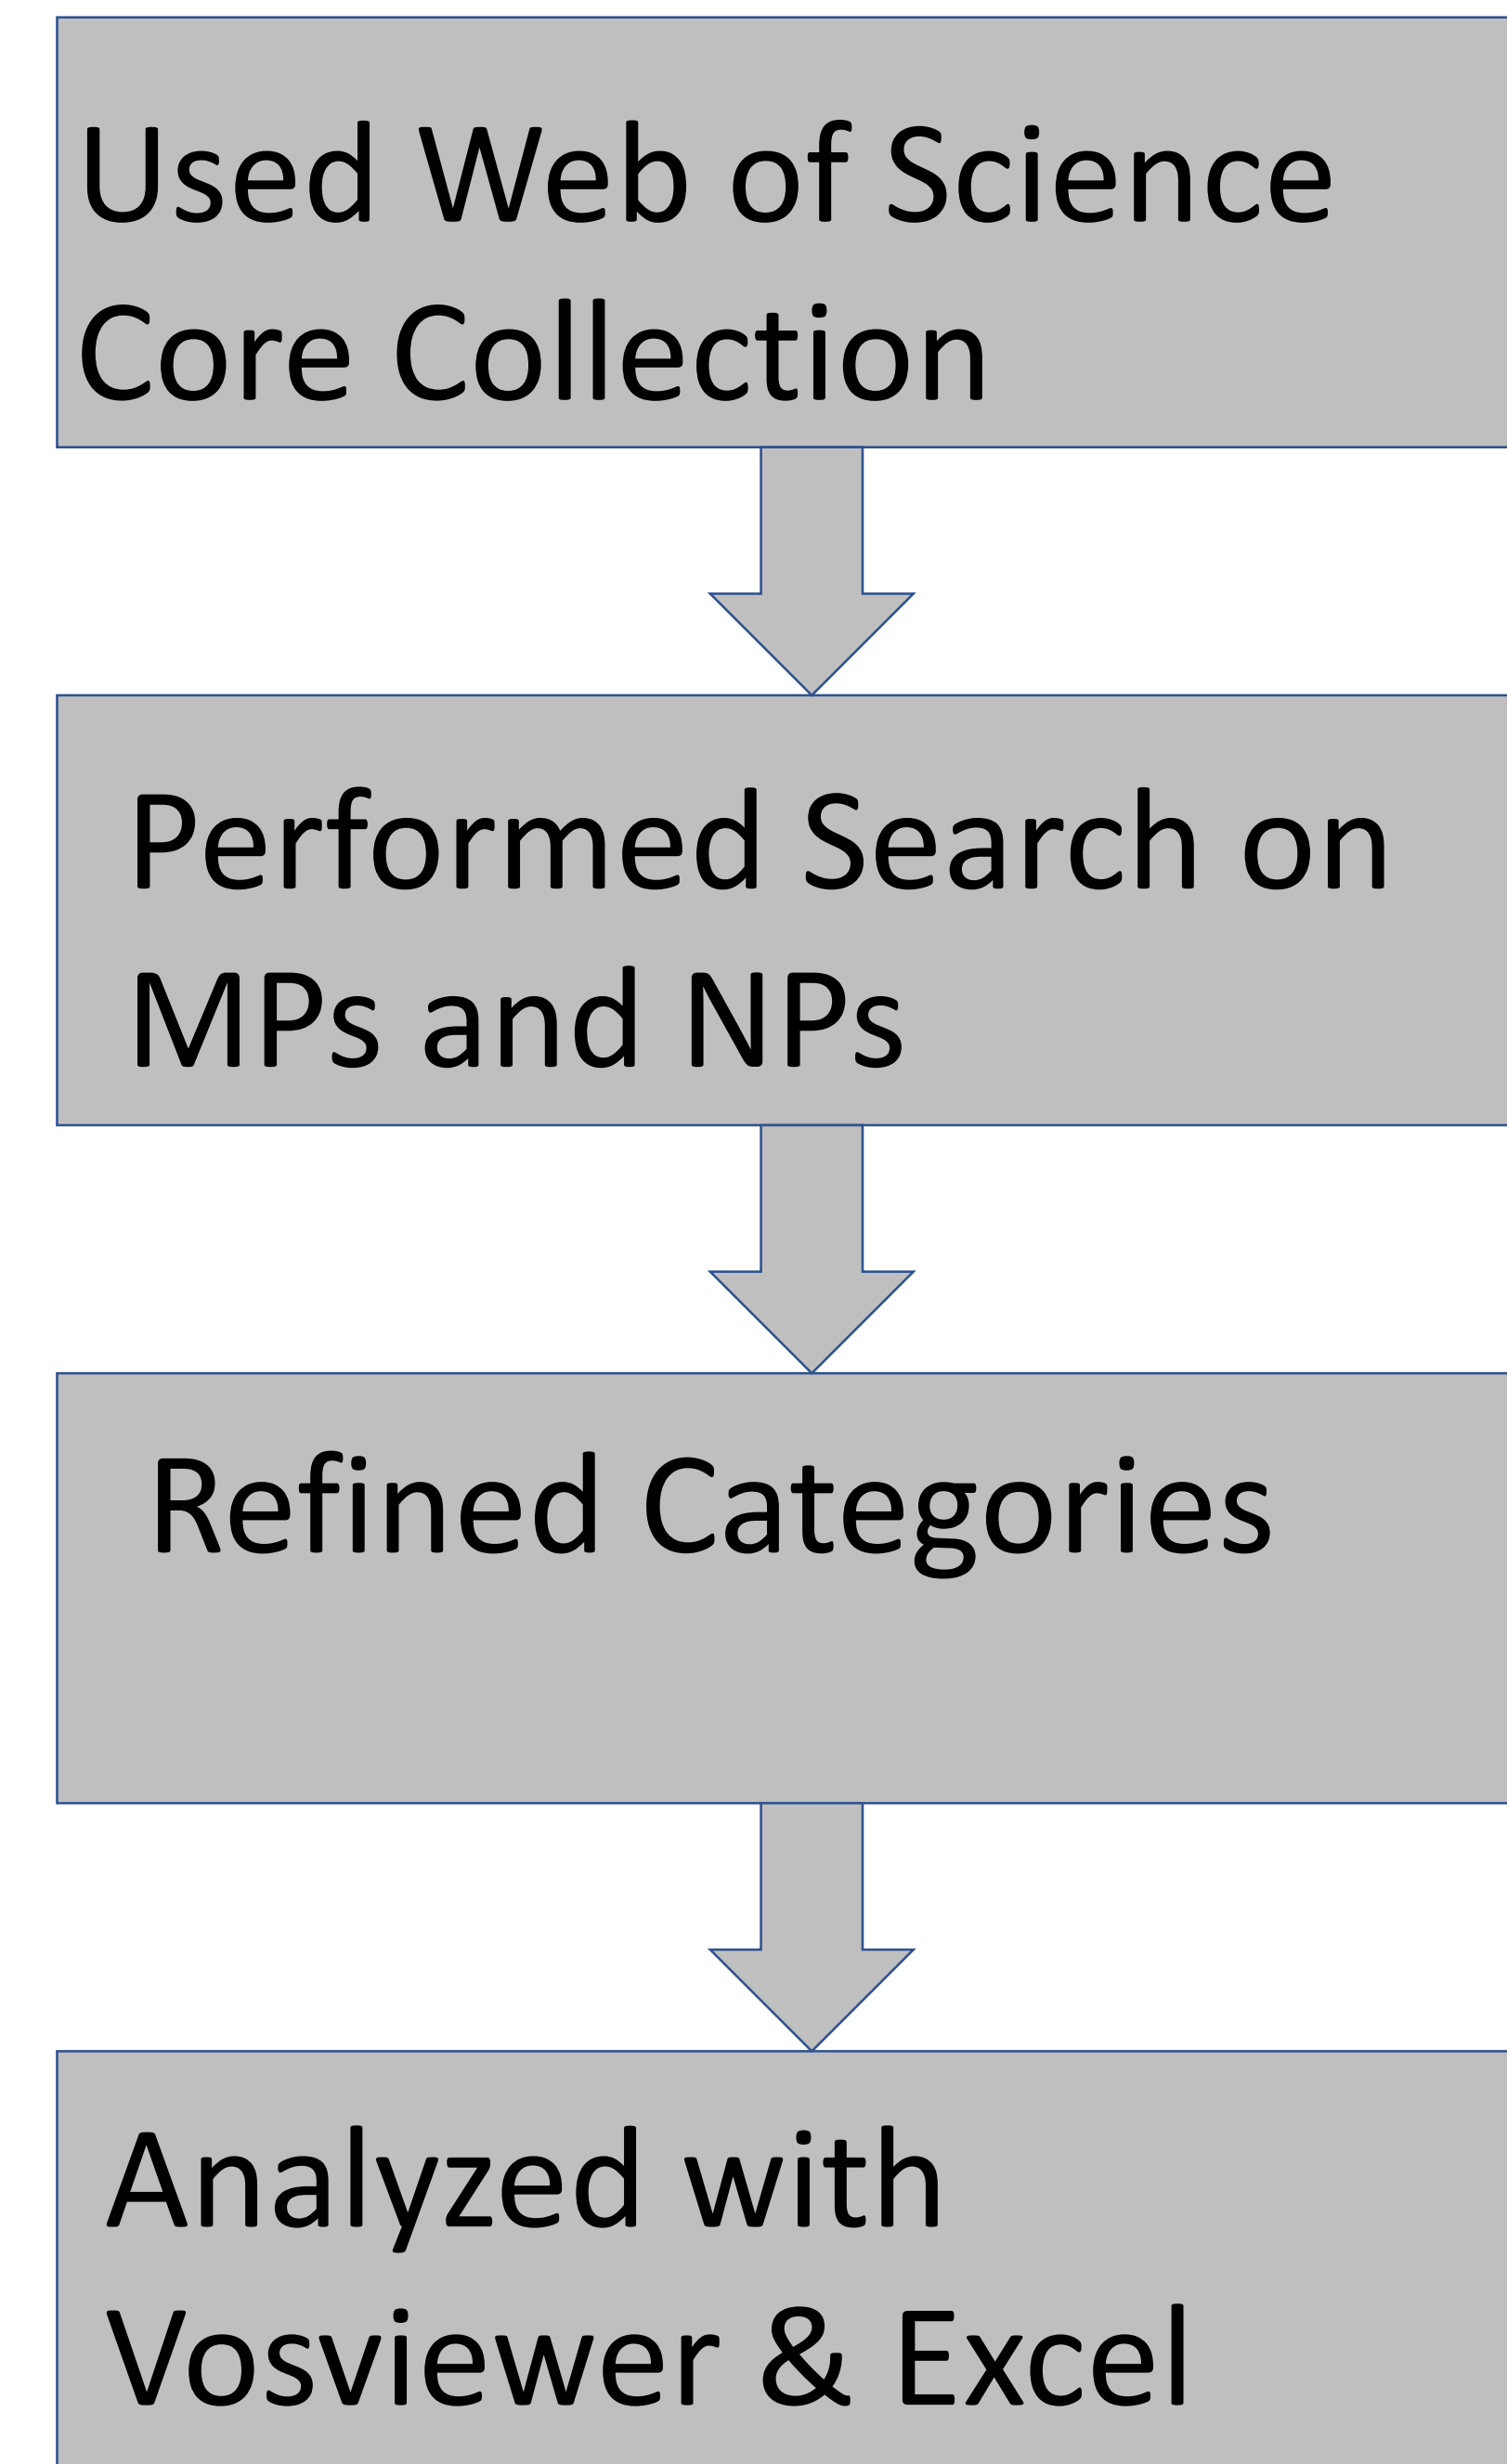 Used Web of Science
Core Collection
Performed Search on
MPs and NPs
Refined Categories
Analyzed with
Vosviewer & Excel